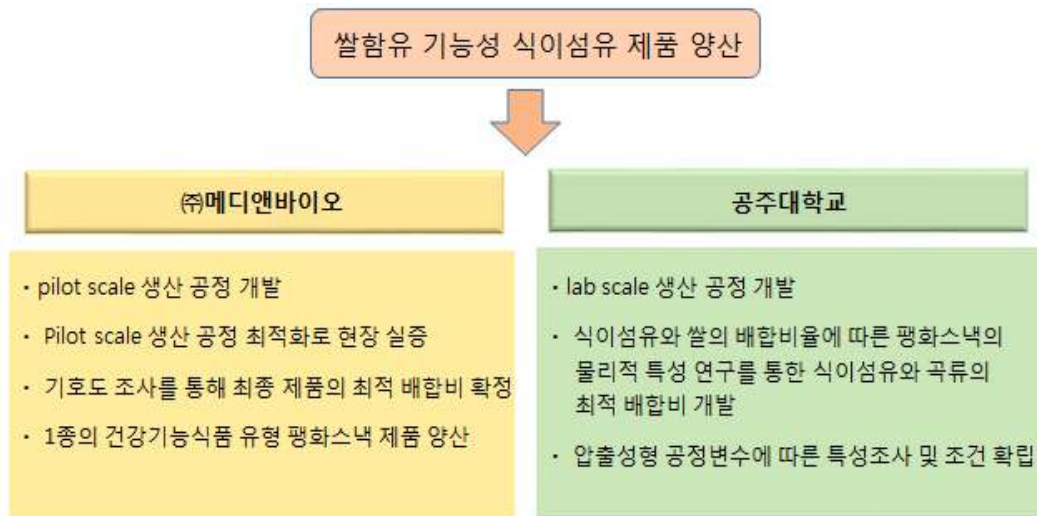 쌀함유 기능성 식이섬유 제품 양산
㈜메디앤바이오
· pilot scale 생산 공정 개발
· Pilot scale 생산 공정 최적화로 현장 실증
· 기호도 조사를 통해 최종 제품의 최적 배합비 확정
· 1종의 건강기능식품 유형 팽화스낵 제품 양산
공주대학교
· lab scale 생산 공정 개발
· 식이섬유와 쌀의 배합비율에 따른 팽화스낵의
물리적 특성 연구를 통한 식이섬유와 곡류의
최적 배합비 개발
· 압출성형 공정변수에 따른 특성조사 및 조건 확립